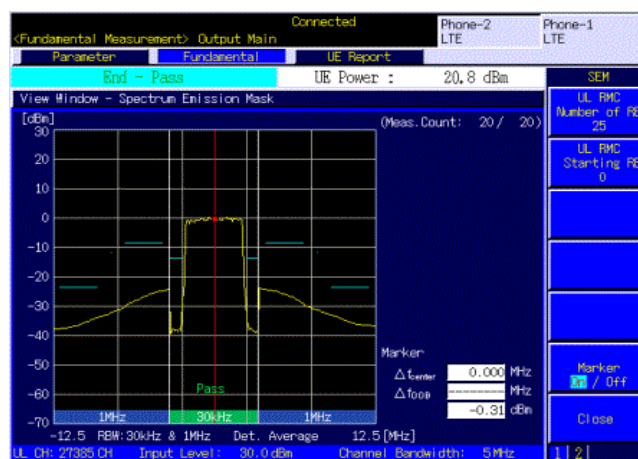 Connected
<Fundamental Measurement> Output Main
Phone-2
LTE
Phone-1
LTE
Parameter
Fundamental
UE Report
End - Pass
UE Power : 20.8 dBm
SEM
View Window - Spectrum Emission Mask
UL RMC
Number of RB
25
[dBm]
(Meas.Count: 20 / 20)
30
20
10
0
-10
-20
-30
-40
-50
-60
-70
UL RMC
Starting RB
0
Marker
Δfcenter 0.000 MHz
ΔfOOB ------- MHz
-0.31 dBm
Pass
1MHz
30kHz
1MHz
-12.5 RBW:30kHz & 1MHz Det. Average 12.5 [MHz]
Marker
On / Off
Close
UL CH: 27385 CH Input Level: 30.0 dBm Channel Bandwidth: 5MHz
1 2